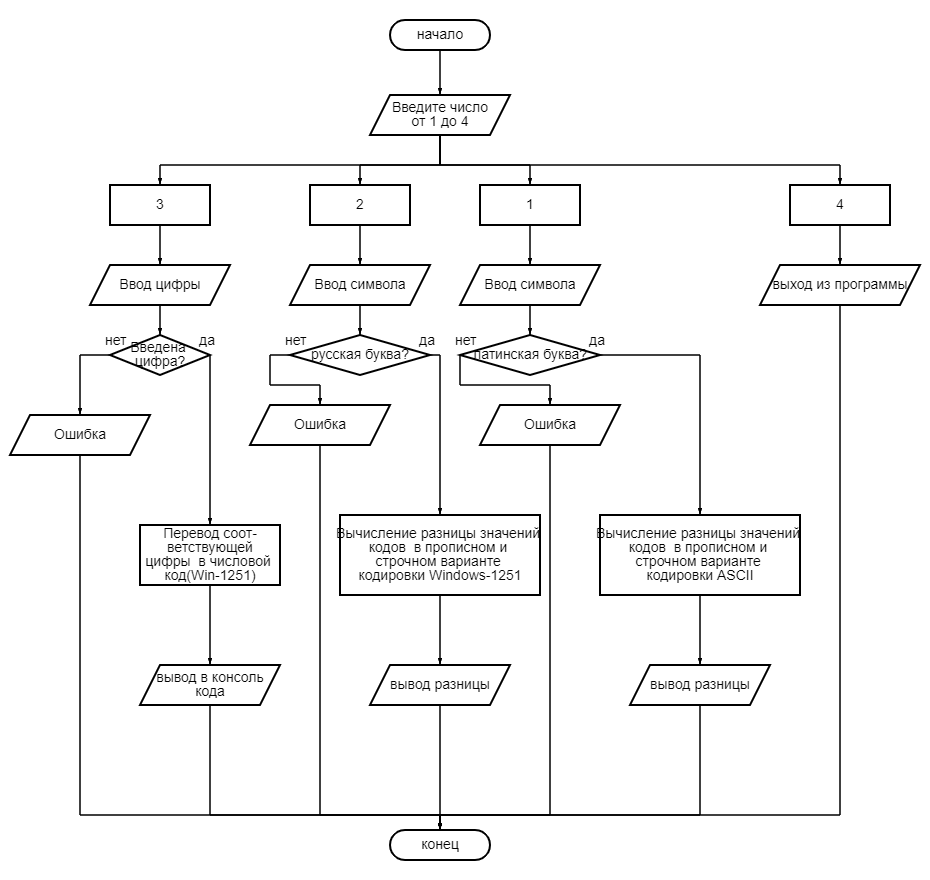 начало
Введите число
от 1 до 4
3
2
1
4
Ввод цифры
Ввод символа
Ввод символа
выход из программы
нет
Введена
цифра?
да
нет
русская буква?
да
нет
латинская буква?
да
Ошибка
Ошибка
Ошибка
Перевод соот-
ветствующей
цифры в числовой
код(Win-1251)
Вычисление разницы значений
кодов в прописном и
строчном варианте
кодировки Windows-1251
Вычисление разницы значений
кодов в прописном и
строчном варианте
кодировки ASCII
вывод в консоль
кода
вывод разницы
вывод разницы
конец